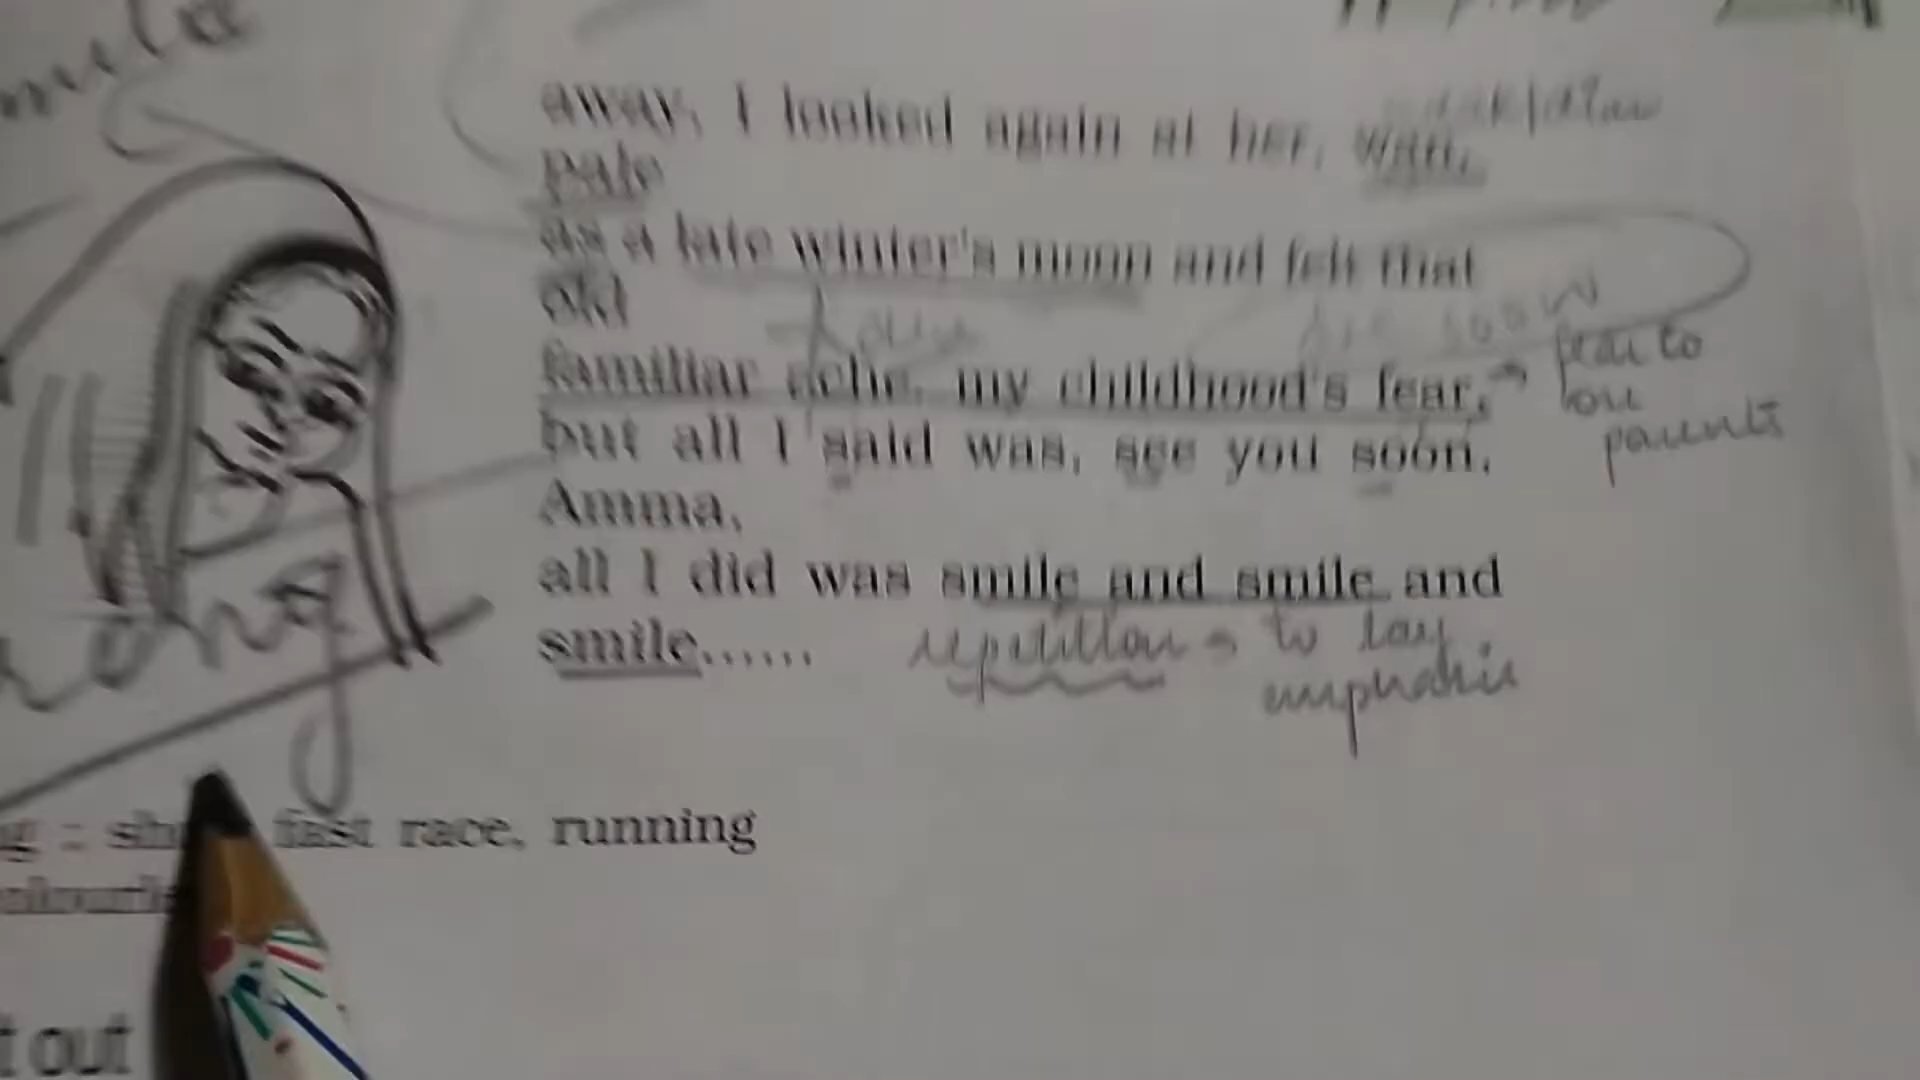 away, I looked again at her, wan,
pale
as a late winter's moon and felt that
old
familiar ache, my childhood's fear,
fear to
parents
but all I said was, see you soon,
Amma,
all I did was smile and smile and
smile......
repetition → to lay
emphasis
fast race, running
out